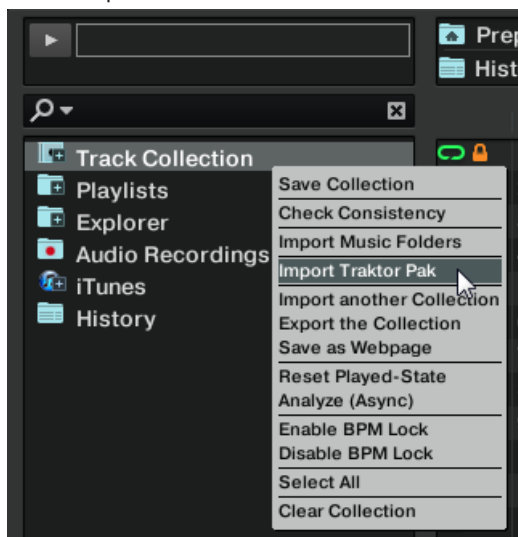 Prep
Hist
Track Collection
Playlists
Explorer
Audio Recordings
iTunes
History
Save Collection
Check Consistency
Import Music Folders
Import Traktor Pak
Import another Collection
Export the Collection
Save as Webpage
Reset Played-State
Analyze (Async)
Enable BPM Lock
Disable BPM Lock
Select All
Clear Collection